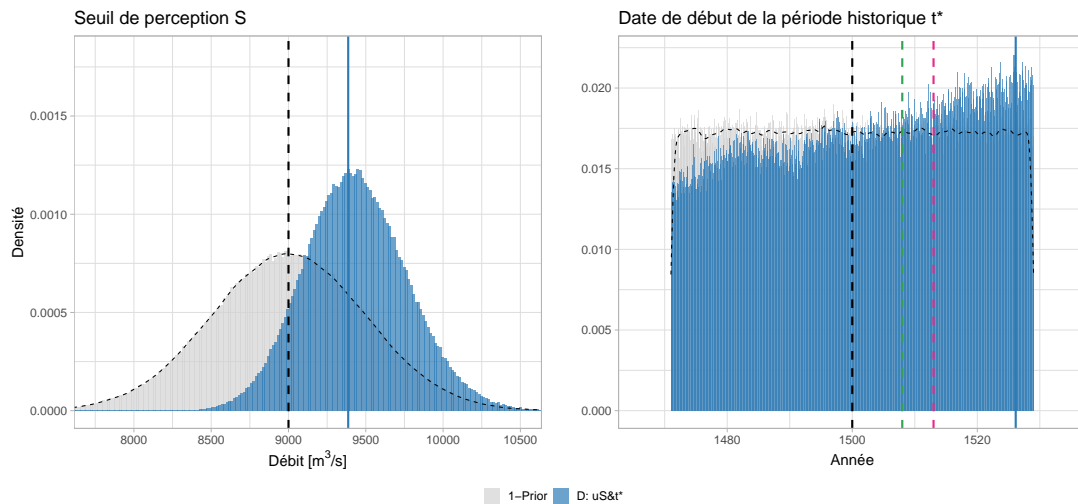 Seuil de perception S
Date de début de la période historique t*
Densité
0.0015
0.0010
0.0005
0.0000
8000 8500 9000 9500 10000 10500
Débit [m³/s]
0.020
0.015
0.010
0.005
0.000
1480 1500 1520
Année
1−Prior D: uS&t*